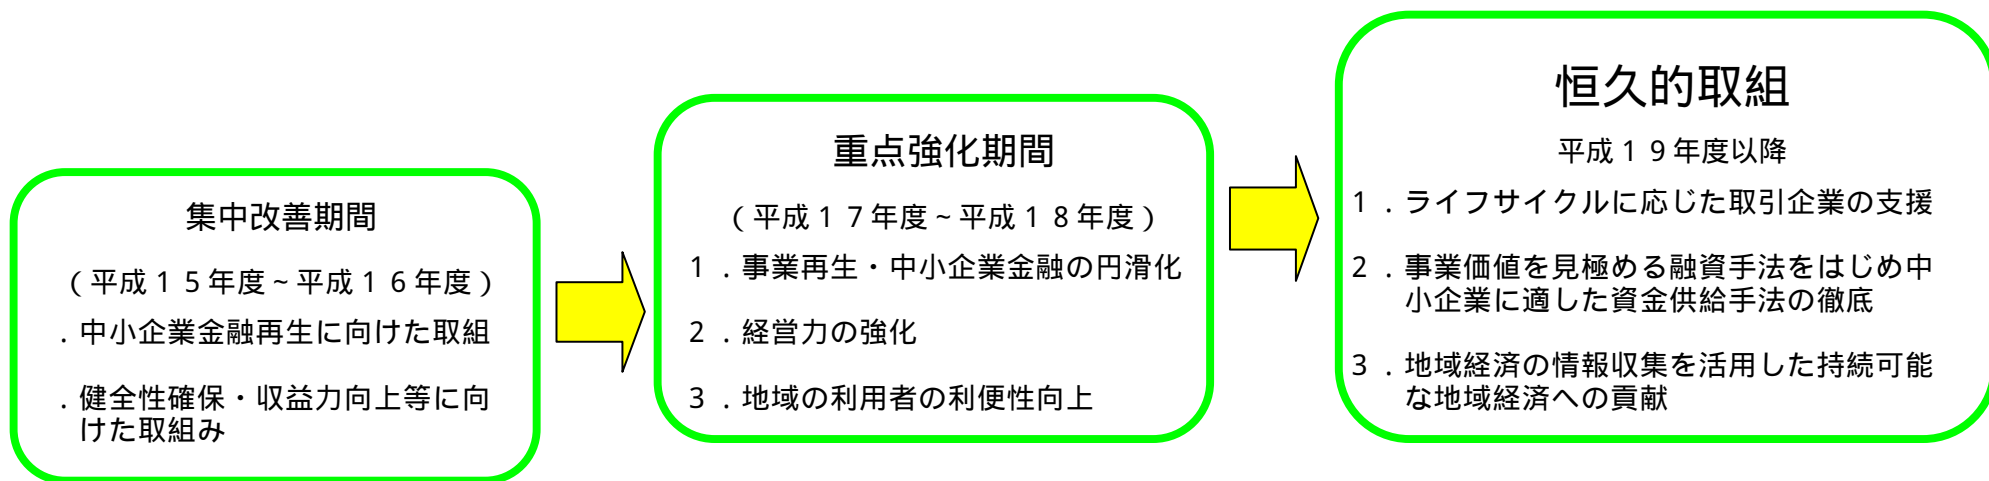 集中改善期間
(平成15年度~平成16年度)
.中小企業金融再生に向けた取組
.健全性確保・収益力向上等に向
けた取組み
重点強化期間
(平成17年度~平成18年度)
1.事業再生・中小企業金融の円滑化
2.経営力の強化
3.地域の利用者の利便性向上
恒久的取組
平成19年度以降
1.ライフサイクルに応じた取引企業の支援
2.事業価値を見極める融資手法をはじめ中
小企業に適した資金供給手法の徹底
3.地域経済の情報収集を活用した持続可能
な地域経済への貢献